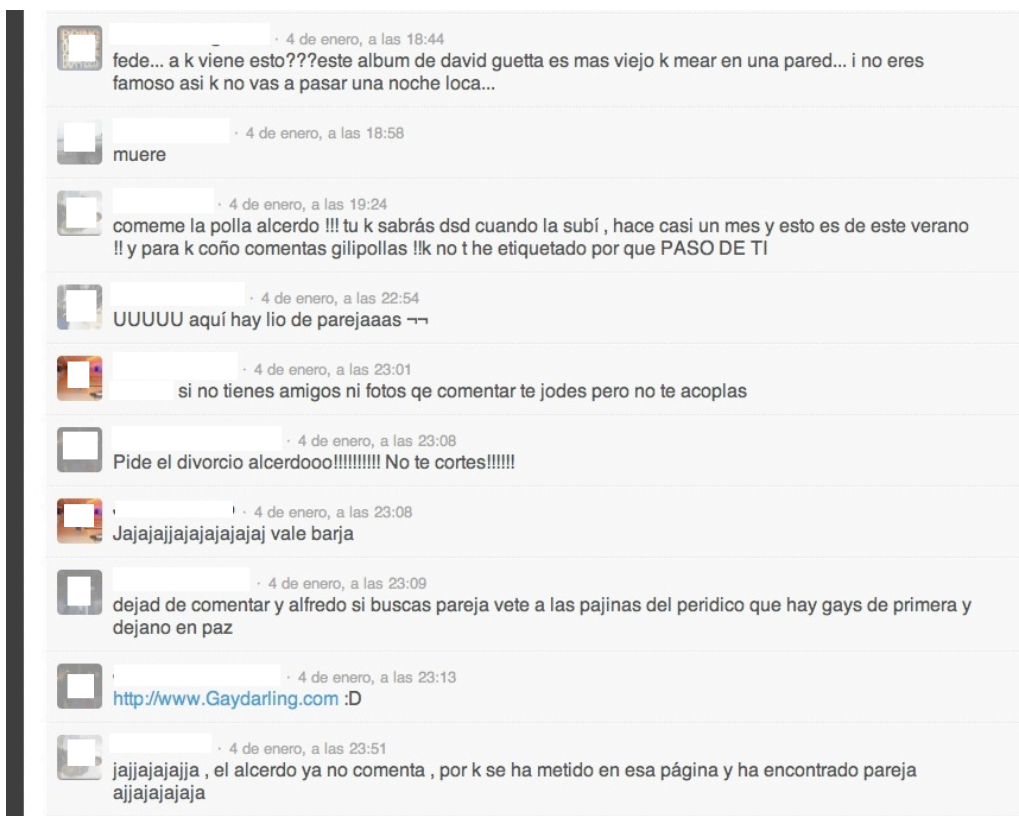 · 4 de enero, a las 18:44
fede... a k viene esto???este album de david guetta es mas viejo k mear en una pared... i no eres
famoso asi k no vas a pasar una noche loca...
· 4 de enero, a las 18:58
muere
· 4 de enero, a las 19:24
comeme la polla alcerdo !!! tu k sabrás dsd cuando la subí , hace casi un mes y esto es de este verano
!! y para k coño comentas gilipollas !!k no t he etiquetado por que PASO DE TI
· 4 de enero, a las 22:54
UUUUU aquí hay lio de parejaaas ¬¬
· 4 de enero, a las 23:01
si no tienes amigos ni fotos qe comentar te jodes pero no te acoplas
· 4 de enero, a las 23:08
Pide el divorcio alcerdooo!!!!!!!!!! No te cortes!!!!!!
· 4 de enero, a las 23:08
Jajajajjajajajajajaj vale barja
· 4 de enero, a las 23:09
dejad de comentar y alfredo si buscas pareja vete a las pajinas del peridico que hay gays de primera y
dejano en paz
· 4 de enero, a las 23:13
http://www.Gaydarling.com :D
· 4 de enero, a las 23:51
jajjajajajja , el alcerdo ya no comenta , por k se ha metido en esa página y ha encontrado pareja
ajjajajajaja